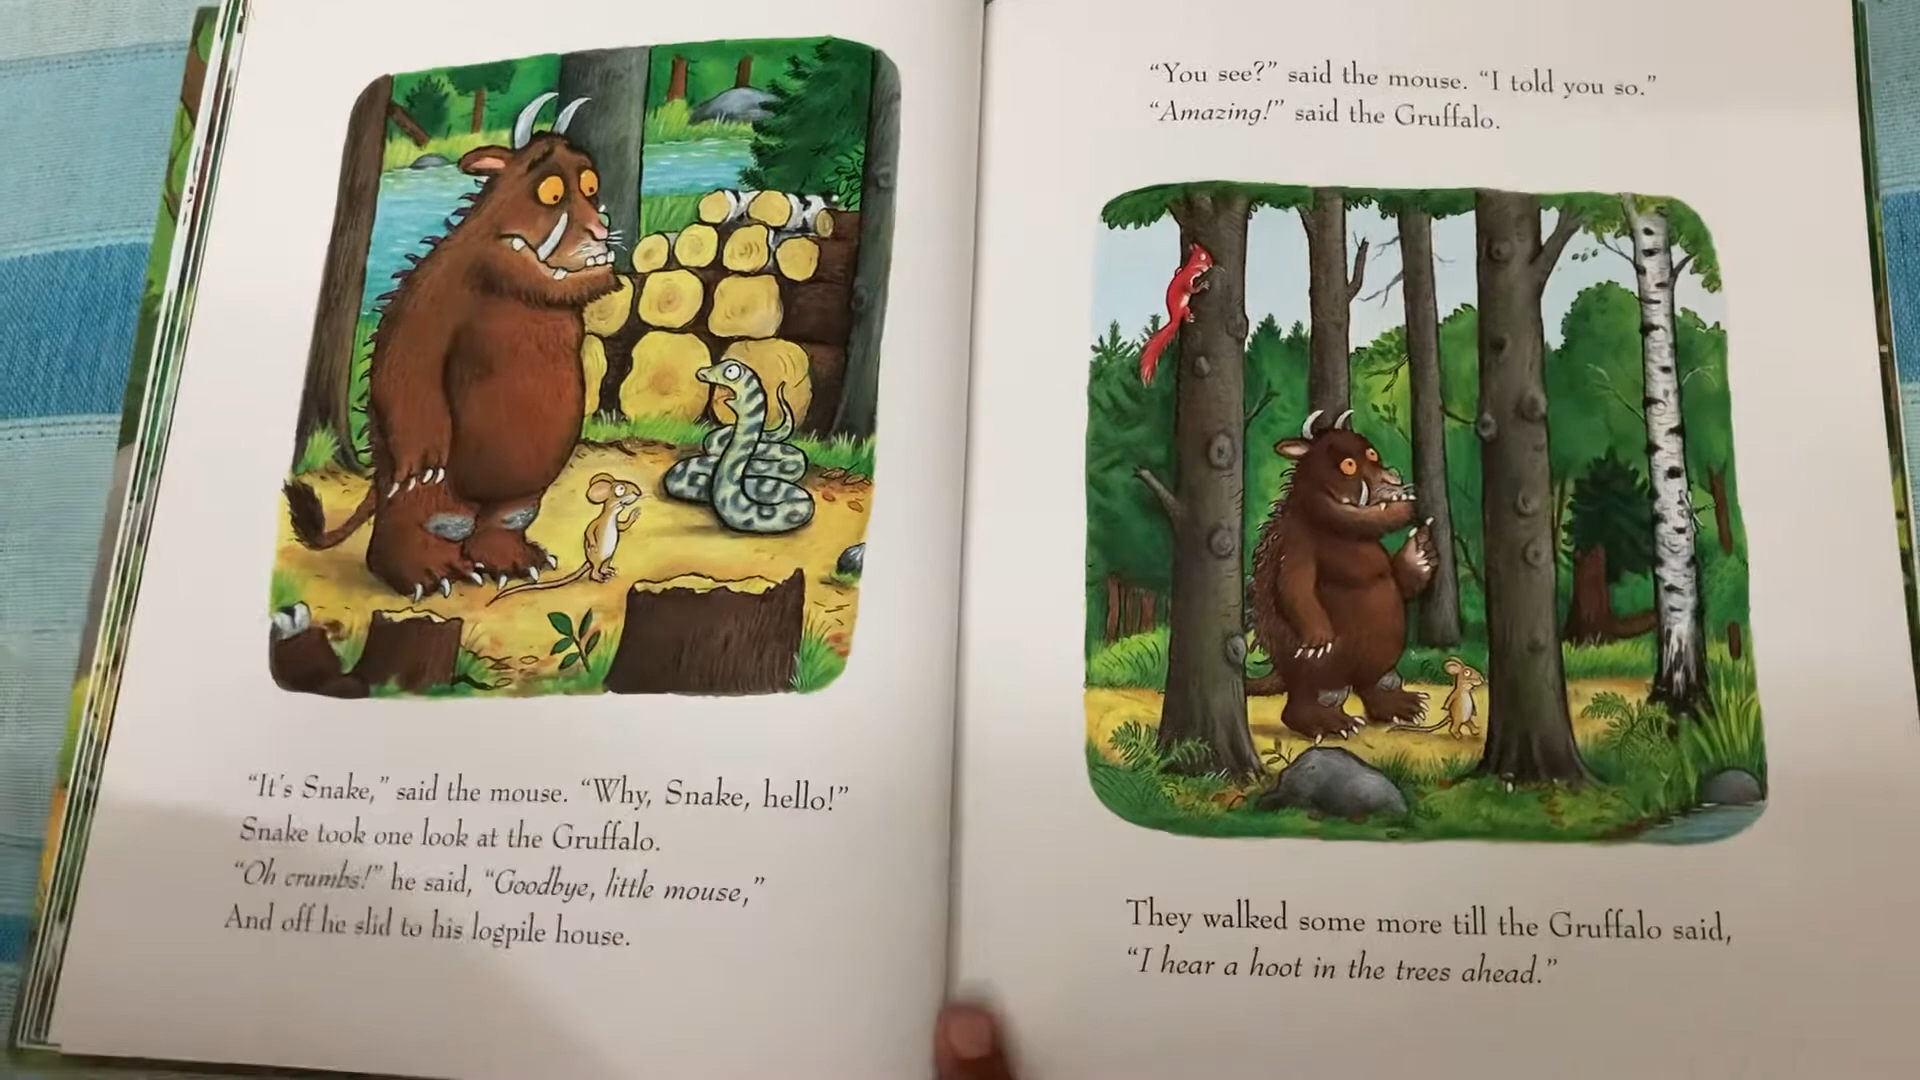 “It’s Snake,” said the mouse. “Why, Snake, hello!”
Snake took one look at the Gruffalo.
“Oh crumbs!” he said, “Goodbye, little mouse,”
And off he slid to his logpile house.
“You see?” said the mouse. “I told you so.”
“Amazing!” said the Gruffalo.
They walked some more till the Gruffalo said,
“I hear a hoot in the trees ahead.”